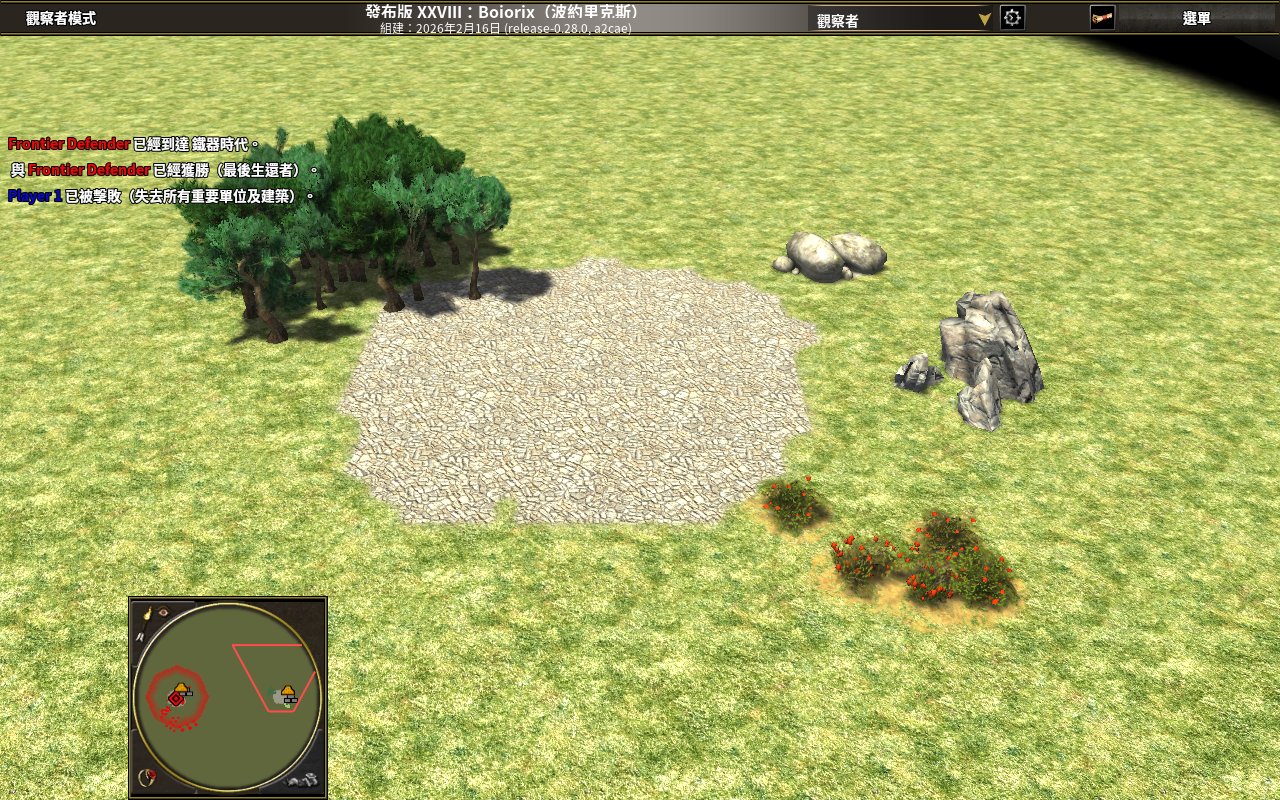 觀察者模式
發布版 XXVIII：Boiorix（波約里克斯）
組建：2026年2月16日 (release-0.28.0, a2cae)
觀察者
選單
Frontier Defender 已經到達 鐵器時代。
與 Frontier Defender 已經獲勝（最後生還者）。
Player 1 已被擊敗（失去所有重要單位及建築）。